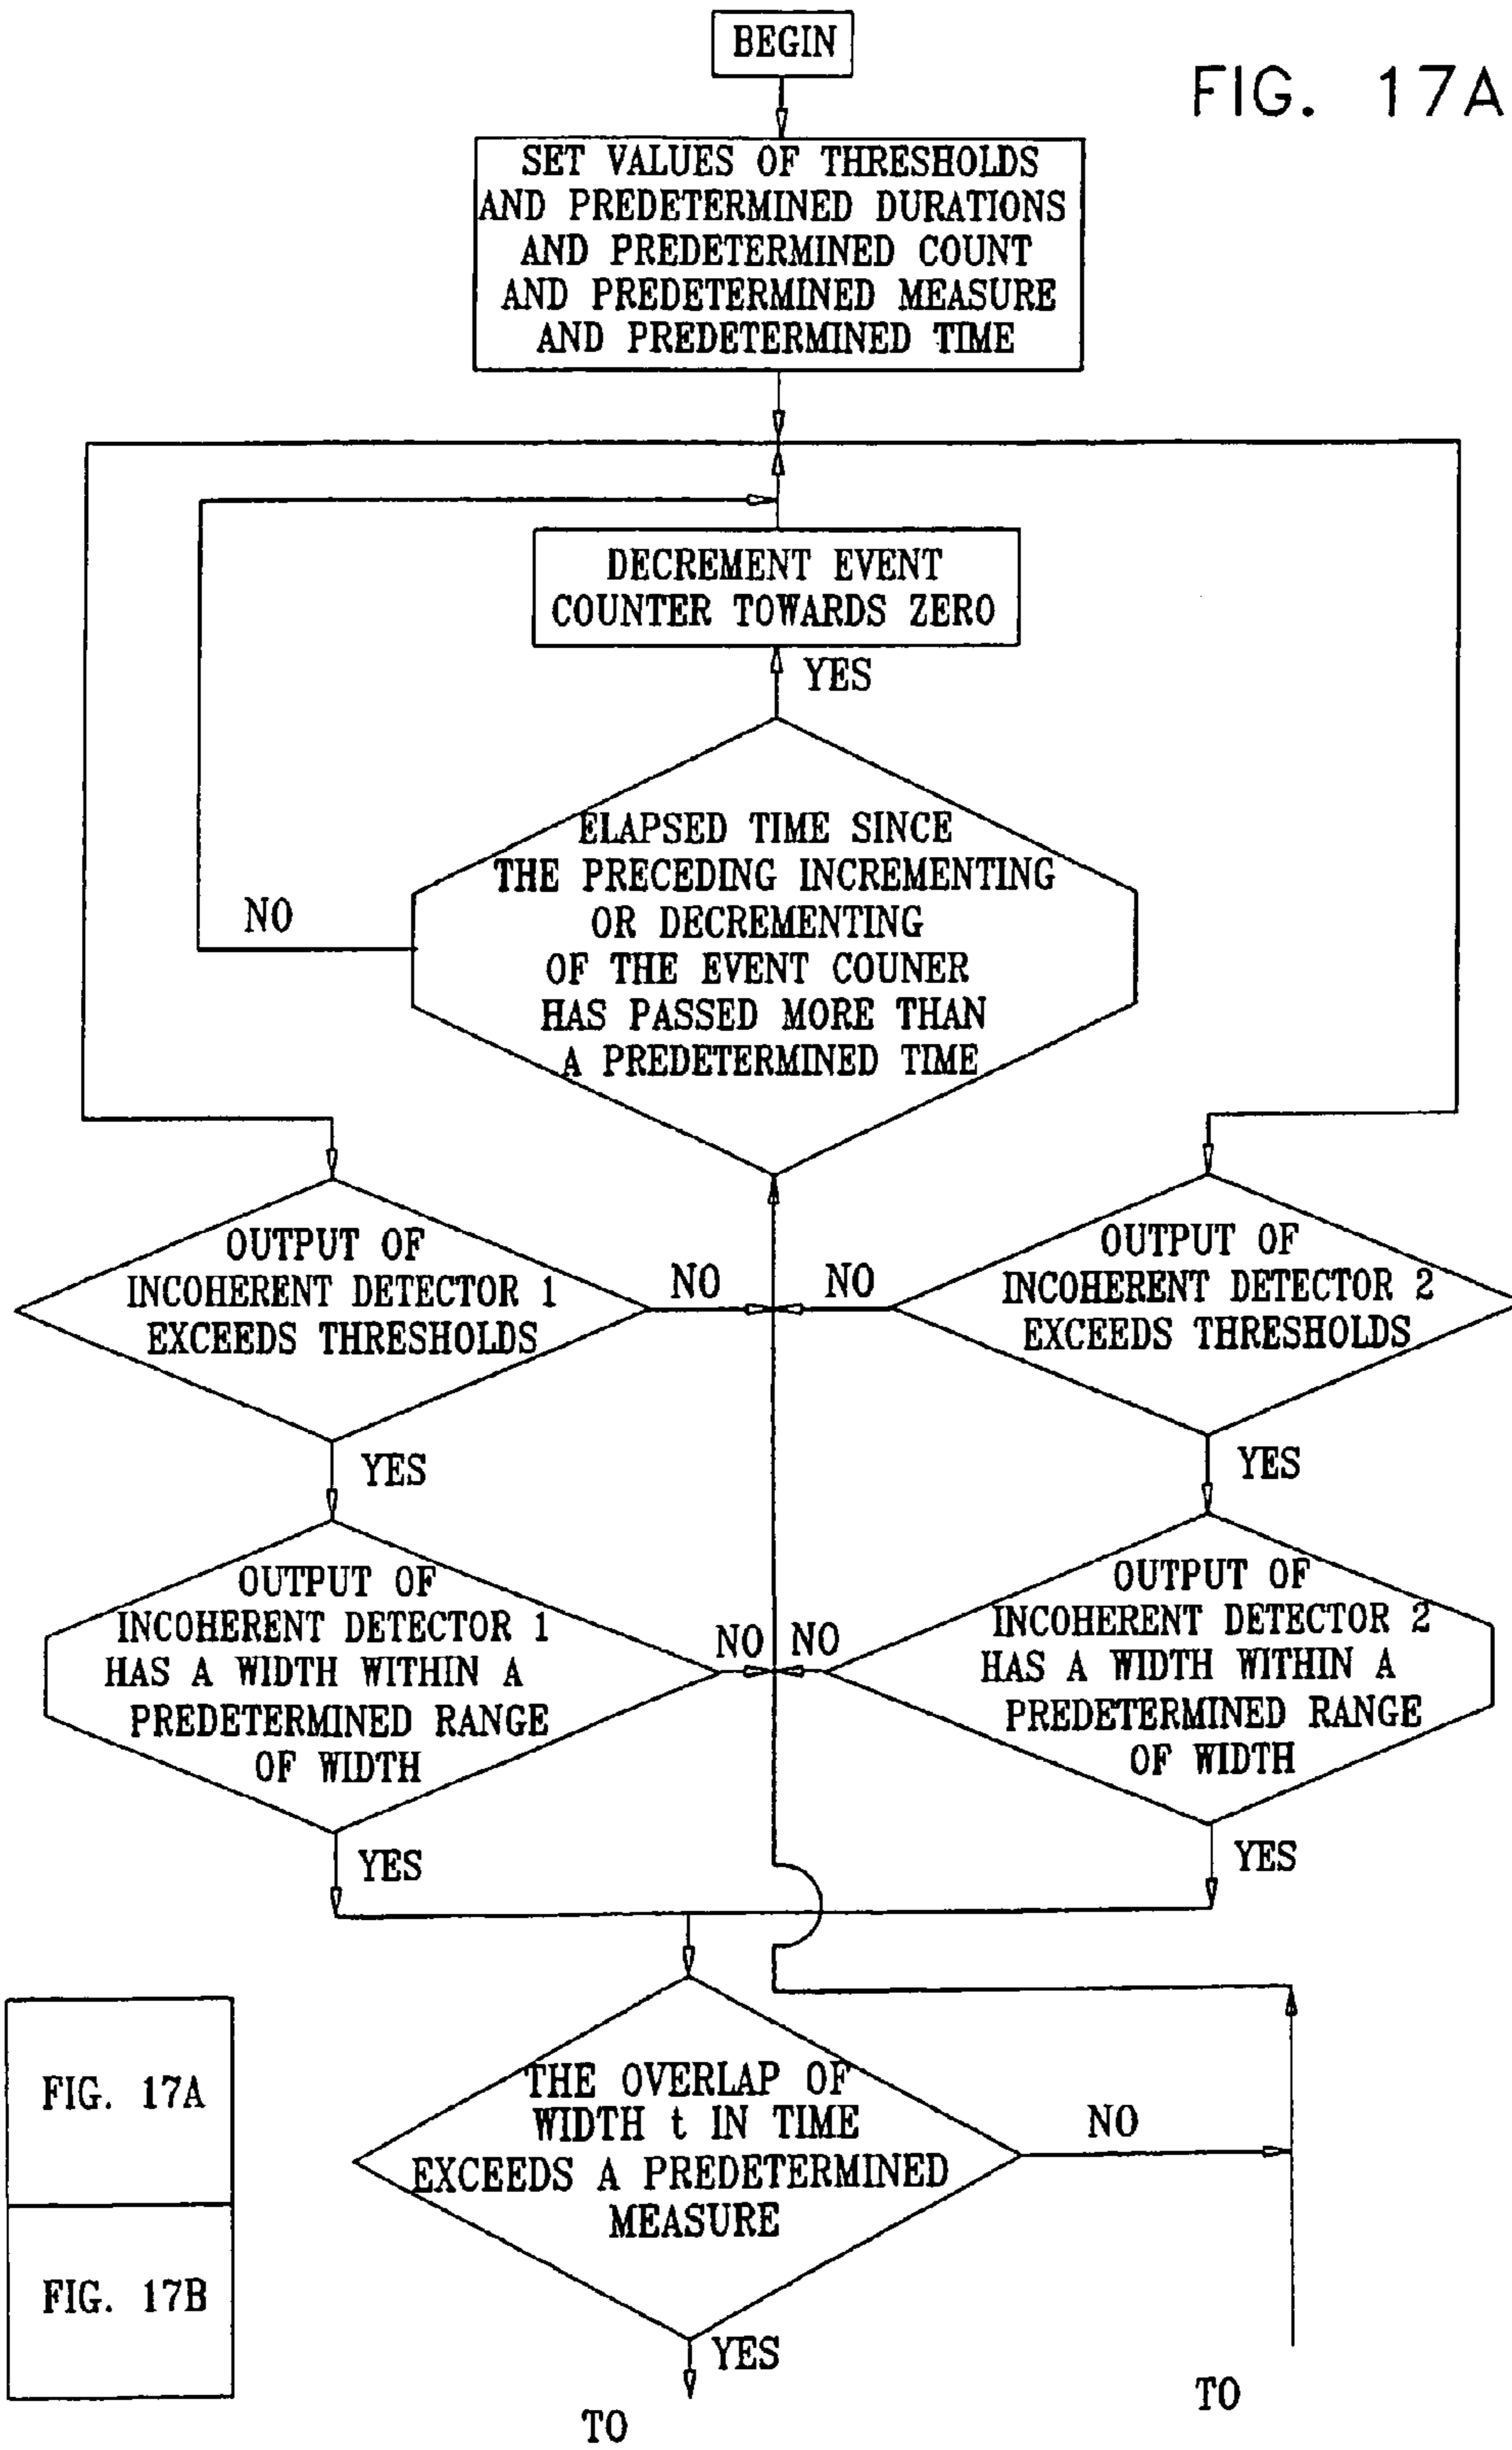 BEGIN
FIG. 17A
SET VALUES OF THRESHOLDS
AND PREDETERMINED DURATIONS
AND PREDETERMINED COUNT
AND PREDETERMINED MEASURE
AND PREDETERMINED TIME
DECREMENT EVENT
COUNTER TOWARDS ZERO
YES
ELAPSED TIME SINCE
THE PRECEDING INCREMENTING
OR DECREMENTING
OF THE EVENT COUNER
HAS PASSED MORE THAN
A PREDETERMINED TIME
NO
OUTPUT OF
INCOHERENT DETECTOR 1
EXCEEDS THRESHOLDS
NO
NO
OUTPUT OF
INCOHERENT DETECTOR 2
EXCEEDS THRESHOLDS
YES
YES
OUTPUT OF
INCOHERENT DETECTOR 1
HAS A WIDTH WITHIN A
PREDETERMINED RANGE
OF WIDTH
NO
NO
OUTPUT OF
INCOHERENT DETECTOR 2
HAS A WIDTH WITHIN A
PREDETERMINED RANGE
OF WIDTH
YES
YES
THE OVERLAP OF
WIDTH t IN TIME
EXCEEDS A PREDETERMINED
MEASURE
NO
YES
FIG. 17A
FIG. 17B
TO
TO